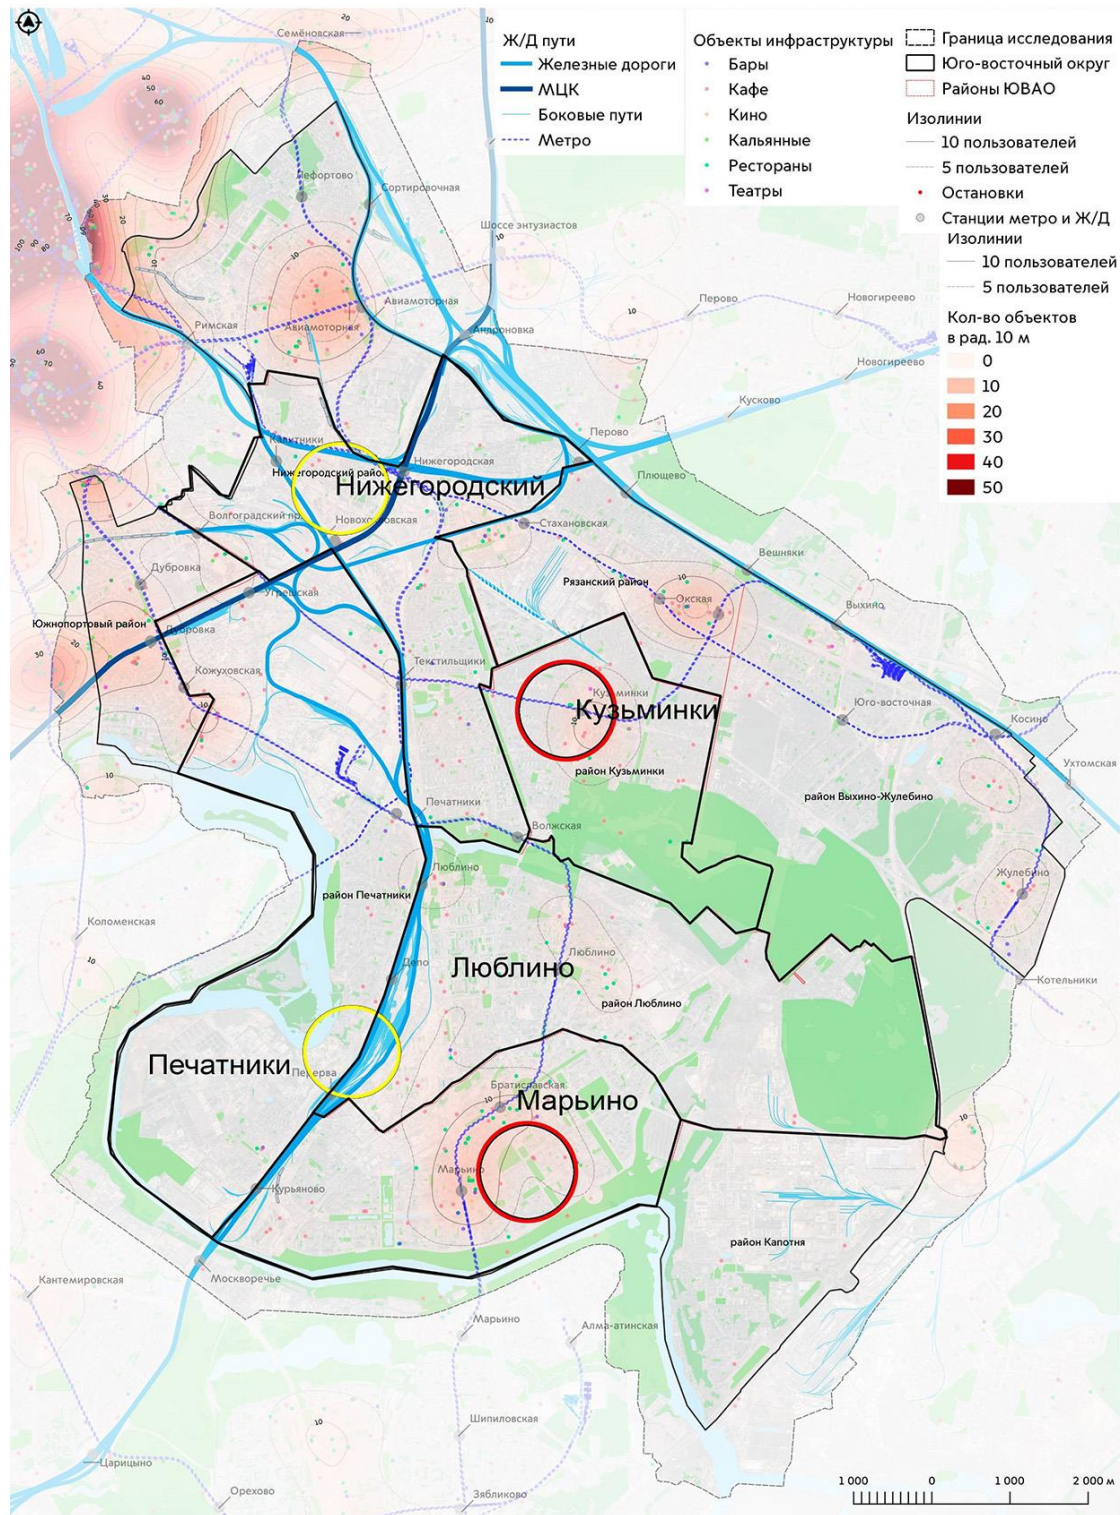 Ж/Д пути
Железные дороги
МЦК
Боковые пути
Метро
Объекты инфраструктуры
Бары
Кафе
Кино
Кальянные
Рестораны
Театры
Граница исследования
Юго-восточный округ
Районы ЮВАО
Изолинии
10 пользователей
5 пользователей
Остановки
Станции метро и Ж/Д
Изолинии
10 пользователей
5 пользователей
Кол-во объектов
в рад. 10 м
0
10
20
30
40
50
Семёновская
Лефортово
Сортировочная
Шоссе энтузиастов
Авиамоторная
Авиамоторная
Римская
Андроновка
Перово
Новогиреево
Новогиреево
Кусково
Перово
Плющево
Калитники
Нижегородская
Нижегородский
Волгоградский пр.
Новохохловская
Стахановская
Вешняки
Дубровка
Угрешская
Рязанский район
Окская
Выхино
Южнопортовый район
Дубровка
Кожуховская
Текстильщики
Кузьминки
Кузьминки
район Кузьминки
Юго-восточная
Косино
Ухтомская
район Выхино-Жулебино
Печатники
Волжская
Люблино
район Печатники
Жулебино
Коломенская
Депо
Люблино
Люблино
район Люблино
Котельники
Печатники
Перерва
Братиславская
Марьино
Марьино
Курьяново
район Капотня
Москворечье
Кантемировская
Марьино
Алма-атинская
Шипиловская
Царицыно
Орехово
Зябликово
1 000
0
1 000
2 000 м